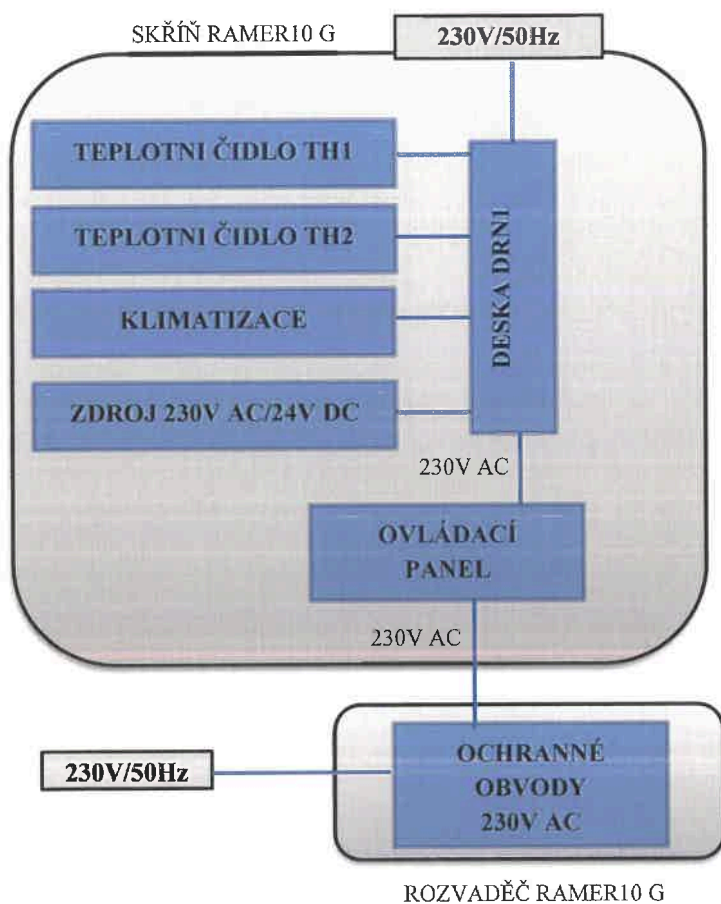 SKŘÍŇ RAMER10 G
230V/50Hz
TEPLOTNI ČIDLO TH1
TEPLOTNI ČIDLO TH2
KLIMATIZACE
ZDROJ 230V AC/24V DC
DESKA DRN1
230V AC
OVLÁDACÍ
PANEL
230V AC
230V/50Hz
OCHRANNÉ
OBVODY
230V AC
ROZVADĚČ RAMER10 G